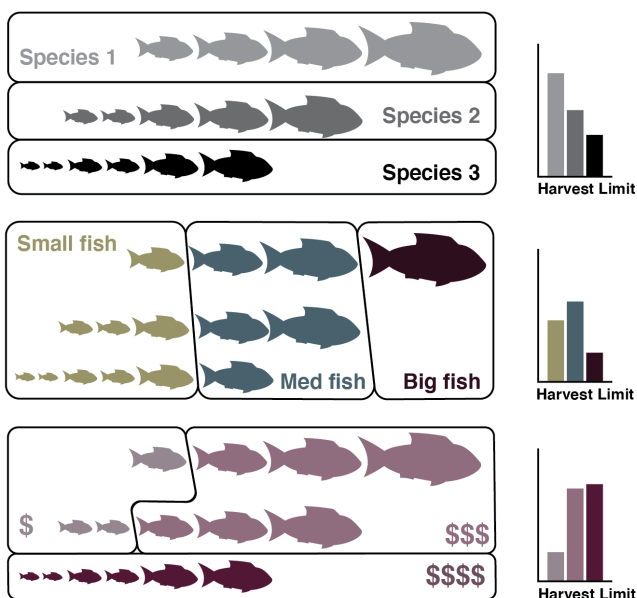 Species 1
Species 2
Species 3
Harvest Limit
Small fish
Med fish
Big fish
Harvest Limit
$
$$$
$$$$
Harvest Limit